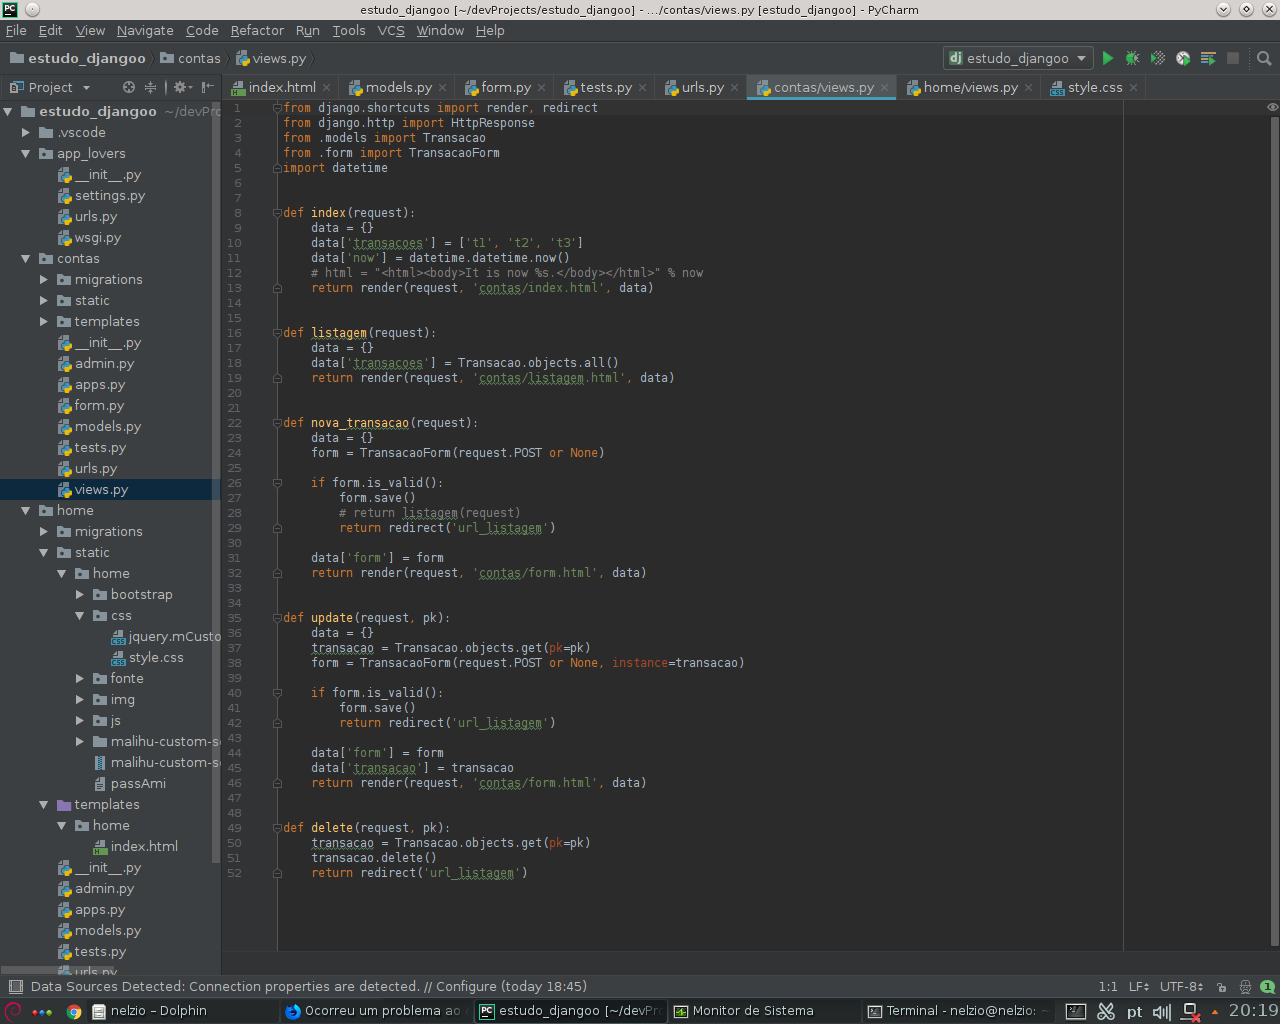 estudo_djangoo [~/devProjects/estudo_djangoo] - .../contas/views.py [estudo_djangoo] - PyCharm
File Edit View Navigate Code Refactor Run Tools VCS Window Help
estudo_djangoo contas views.py estudo_djangoo
Project index.html models.py form.py tests.py urls.py contas/views.py home/views.py style.css
estudo_djangoo ~/devPro
.vscode
app_lovers
__init__.py
settings.py
urls.py
wsgi.py
contas
migrations
static
templates
__init__.py
admin.py
apps.py
form.py
models.py
tests.py
urls.py
views.py
home
migrations
static
home
bootstrap
css
jquery.mCusto
style.css
fonte
img
js
malihu-custom-s
malihu-custom-s
passAmi
templates
home
index.html
__init__.py
admin.py
apps.py
models.py
tests.py
urls.py
1 from django.shortcuts import render, redirect
2 from django.http import HttpResponse
3 from .models import Transacao
4 from .form import TransacaoForm
5 import datetime
6
7
8 def index(request):
9 data = {}
10 data['transacoes'] = ['t1', 't2', 't3']
11 data['now'] = datetime.datetime.now()
12 # html = "<html><body>It is now %s.</body></html>" % now
13 return render(request, 'contas/index.html', data)
14
15
16 def listagem(request):
17 data = {}
18 data['transacoes'] = Transacao.objects.all()
19 return render(request, 'contas/listagem.html', data)
20
21
22 def nova_transacao(request):
23 data = {}
24 form = TransacaoForm(request.POST or None)
25
26 if form.is_valid():
27 form.save()
28 # return listagem(request)
29 return redirect('url_listagem')
30
31 data['form'] = form
32 return render(request, 'contas/form.html', data)
33
34
35 def update(request, pk):
36 data = {}
37 transacao = Transacao.objects.get(pk=pk)
38 form = TransacaoForm(request.POST or None, instance=transacao)
39
40 if form.is_valid():
41 form.save()
42 return redirect('url_listagem')
43
44 data['form'] = form
45 data['transacao'] = transacao
46 return render(request, 'contas/form.html', data)
47
48
49 def delete(request, pk):
50 transacao = Transacao.objects.get(pk=pk)
51 transacao.delete()
52 return redirect('url_listagem')
Data Sources Detected: Connection properties are detected. // Configure (today 18:45) 1:1 LF÷ UTF-8÷ 1
nelzio – Dolphin Ocorreu um problema ao estudo_djangoo [~/devPr Monitor de Sistema Terminal - nelzio@nelzio: ~ pt 20:19